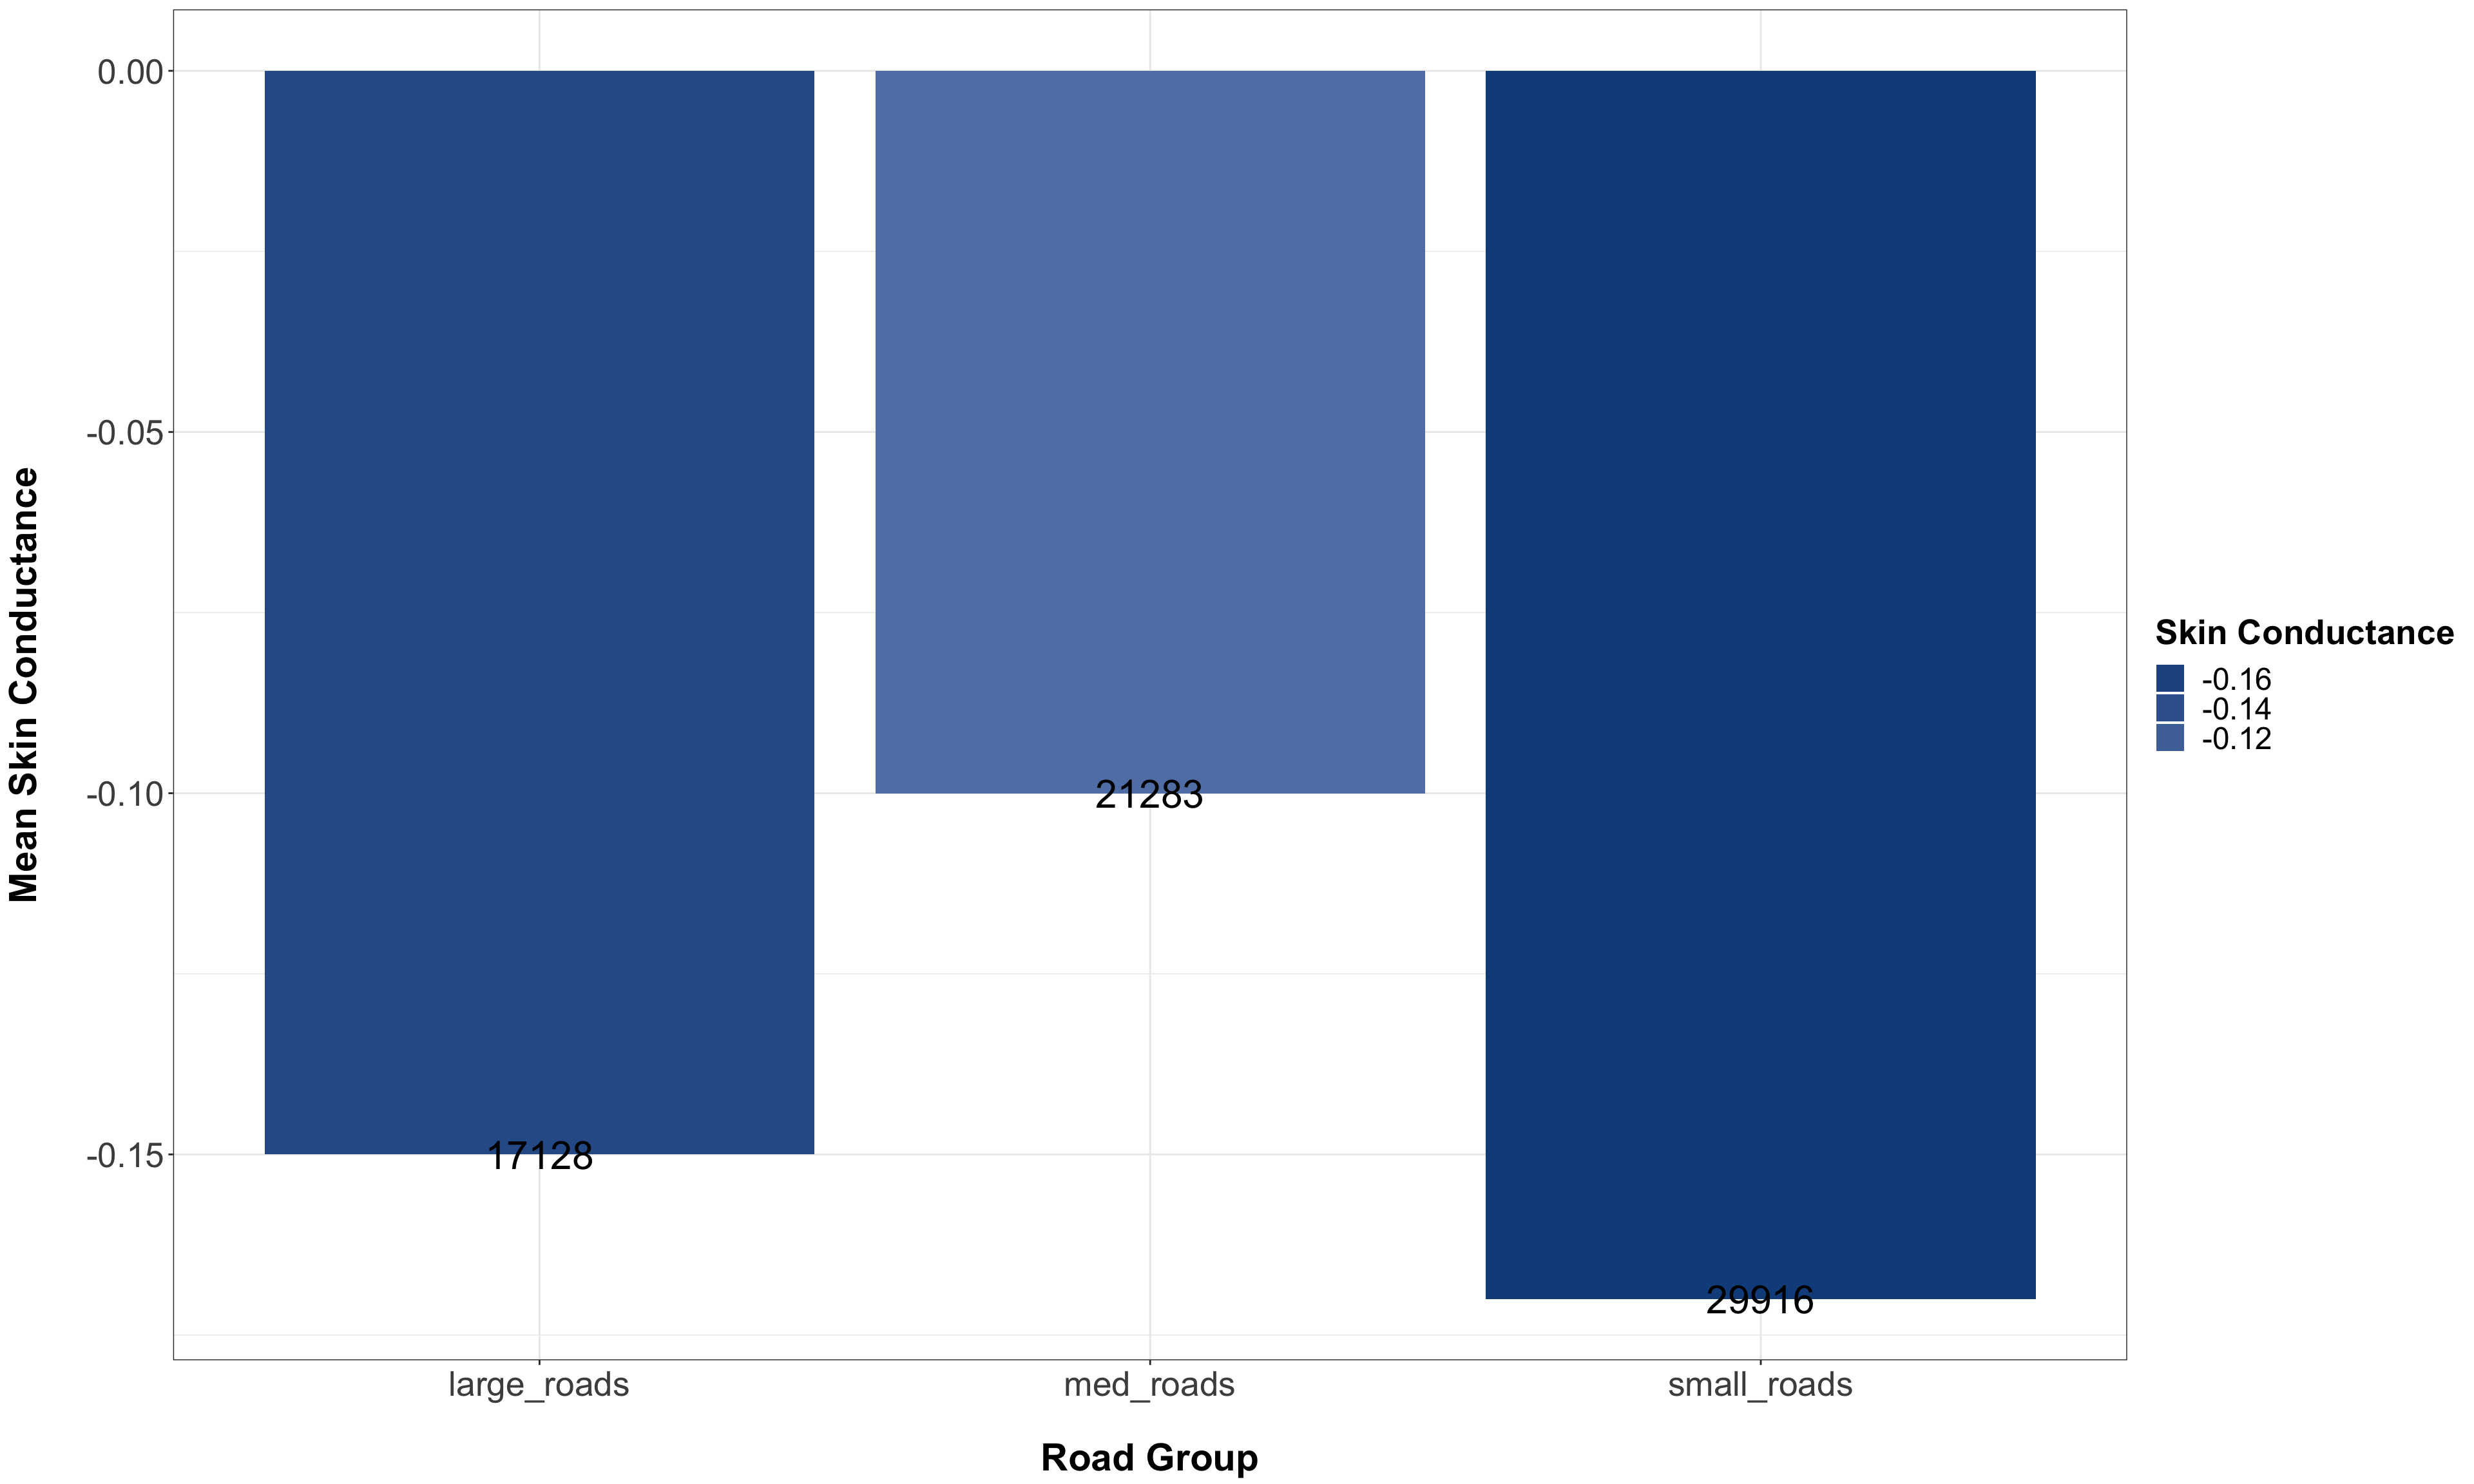 Mean Skin Conductance
0.00
-0.05
-0.10
-0.15
17128
21283
29916
large_roads
med_roads
small_roads
Road Group
Skin Conductance
-0.16
-0.14
-0.12